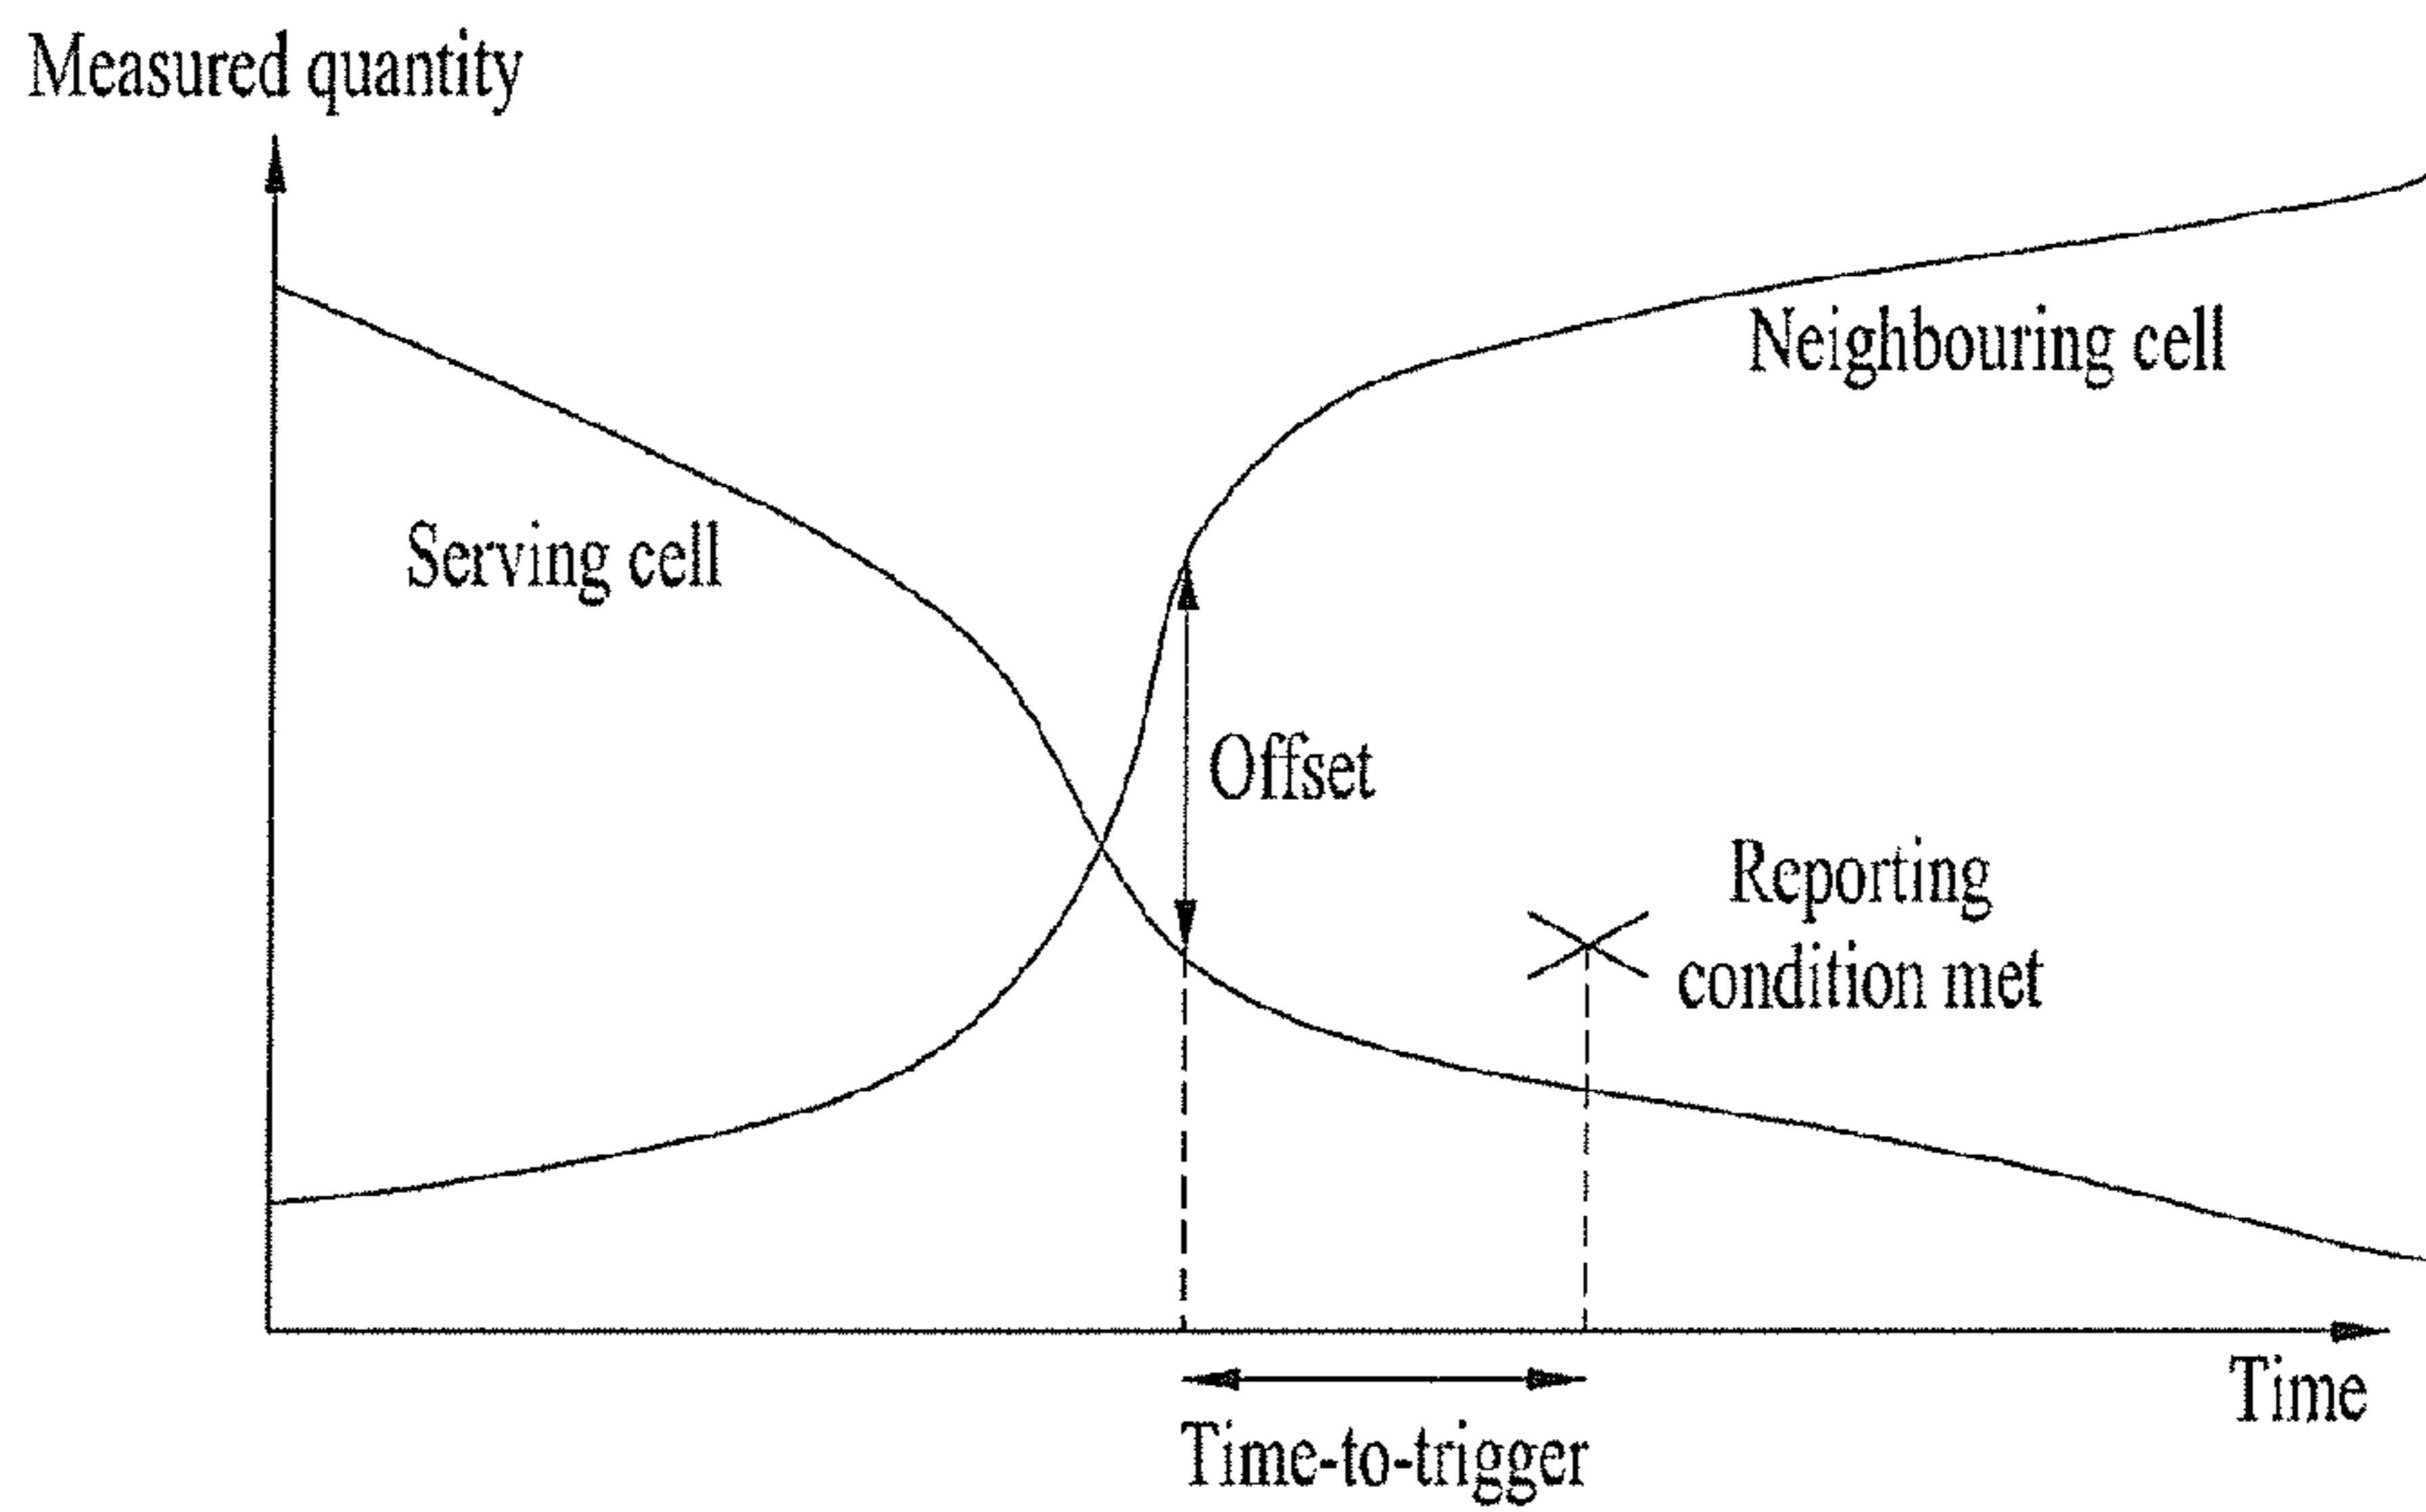 Measured quantity
Neighbouring cell
Serving cell
Offset
Reporting
condition met
Time
Time-to-trigger